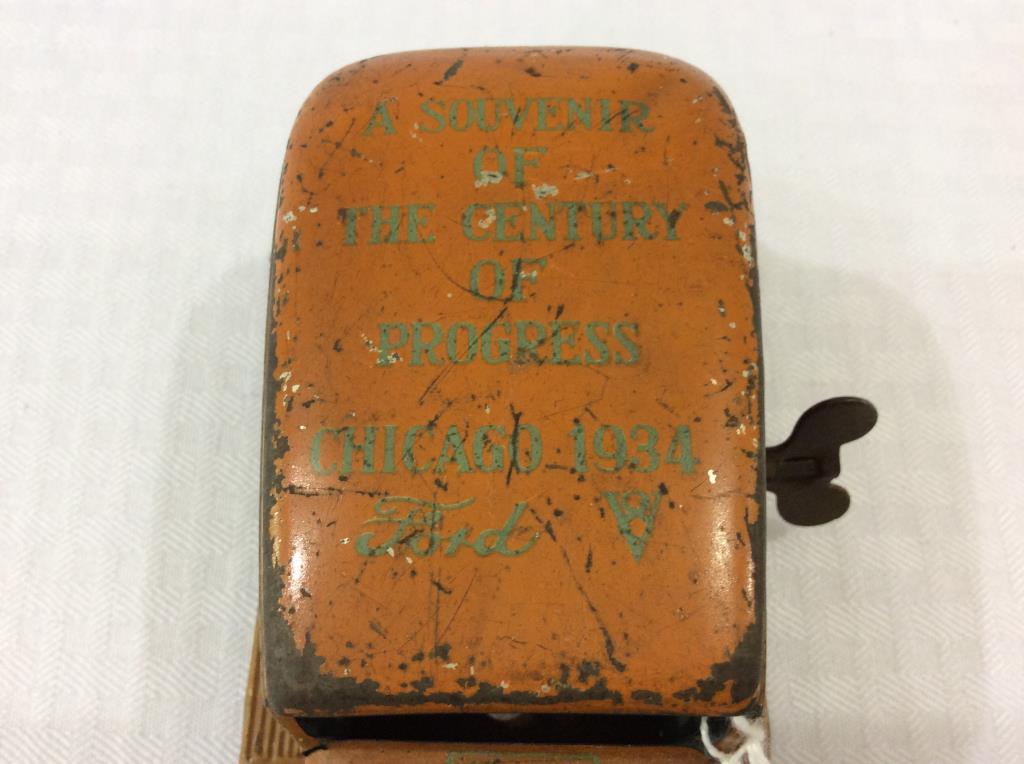 A SOUVENIR
OF
THE CENTURY
OF
PROGRESS
CHICAGO 1934
Ford V8